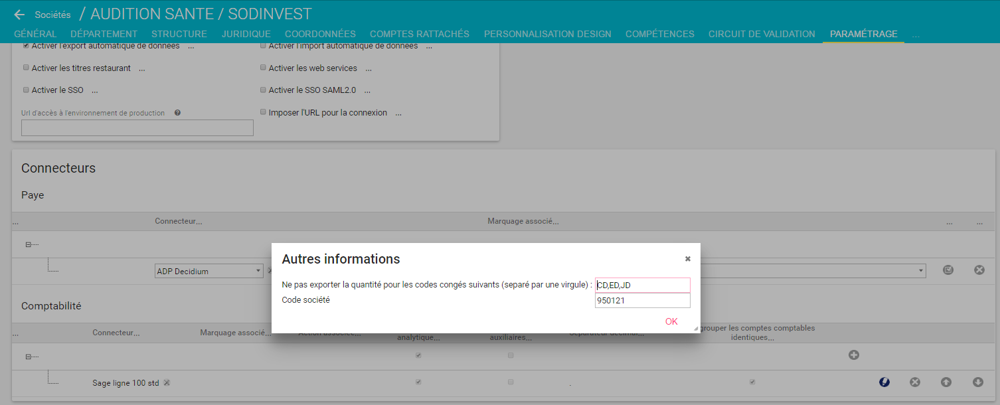 Sociétés / AUDITION SANTE / SODINVEST
GÉNÉRAL DÉPARTEMENT STRUCTURE JURIDIQUE COORDONNÉES COMPTES RATTACHÉS PERSONNALISATION DESIGN COMPÉTENCES CIRCUIT DE VALIDATION PARAMÉTRAGE ...
Activer l'export automatique de données ... Activer l'import automatique de données ...
Activer les titres restaurant ... Activer les web services ...
Activer le SSO ... Activer le SSO SAML2.0 ...
Url d'accès à l'environnement de production ? Imposer l'URL pour la connexion ...
Connecteurs
Paye
... Connecteur... Marquage associé... ... ...
ADP Decidium
Autres informations
Ne pas exporter la quantité pour les codes congés suivants (separé par une virgule) : CD,ED,JD
Code société 950121
OK
Comptabilité
... Connecteur... Marquage associé... Action associée... analytique... auxiliaires... Séparateur décimal... grouper les comptes comptables
identiques...
Sage ligne 100 std .